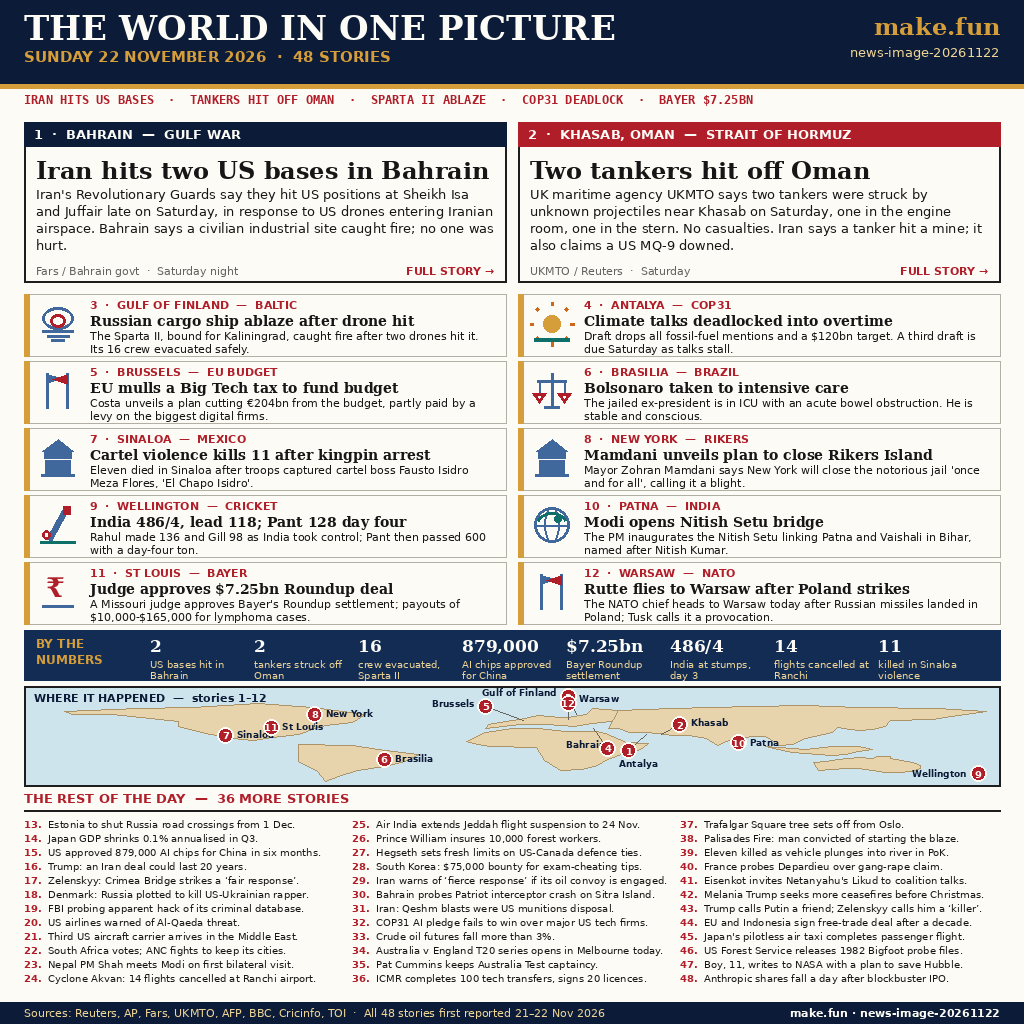 THE WORLD IN ONE PICTURE
SUNDAY 22 NOVEMBER 2026 · 48 STORIES
make.fun
news-image-20261122
IRAN HITS US BASES · TANKERS HIT OFF OMAN · SPARTA II ABLAZE · COP31 DEADLOCK · BAYER $7.25BN
1 · BAHRAIN — GULF WAR
Iran hits two US bases in Bahrain
Iran's Revolutionary Guards say they hit US positions at Sheikh Isa
and Juffair late on Saturday, in response to US drones entering Iranian
airspace. Bahrain says a civilian industrial site caught fire; no one was
hurt.
Fars / Bahrain govt · Saturday night
FULL STORY →
2 · KHASAB, OMAN — STRAIT OF HORMUZ
Two tankers hit off Oman
UK maritime agency UKMTO says two tankers were struck by
unknown projectiles near Khasab on Saturday, one in the engine
room, one in the stern. No casualties. Iran says a tanker hit a mine; it
also claims a US MQ-9 downed.
UKMTO / Reuters · Saturday
FULL STORY →
3 · GULF OF FINLAND — BALTIC
Russian cargo ship ablaze after drone hit
The Sparta II, bound for Kaliningrad, caught fire after two drones hit it.
Its 16 crew evacuated safely.
4 · ANTALYA — COP31
Climate talks deadlocked into overtime
Draft drops all fossil-fuel mentions and a $120bn target. A third draft is
due Saturday as talks stall.
5 · BRUSSELS — EU BUDGET
EU mulls a Big Tech tax to fund budget
Costa unveils a plan cutting €204bn from the budget, partly paid by a
levy on the biggest digital firms.
6 · BRASILIA — BRAZIL
Bolsonaro taken to intensive care
The jailed ex-president is in ICU with an acute bowel obstruction. He is
stable and conscious.
7 · SINALOA — MEXICO
Cartel violence kills 11 after kingpin arrest
Eleven died in Sinaloa after troops captured cartel boss Fausto Isidro
Meza Flores, 'El Chapo Isidro'.
8 · NEW YORK — RIKERS
Mamdani unveils plan to close Rikers Island
Mayor Zohran Mamdani says New York will close the notorious jail 'once
and for all', calling it a blight.
9 · WELLINGTON — CRICKET
India 486/4, lead 118; Pant 128 day four
Rahul made 136 and Gill 98 as India took control; Pant then passed 600
with a day-four ton.
10 · PATNA — INDIA
Modi opens Nitish Setu bridge
The PM inaugurates the Nitish Setu linking Patna and Vaishali in Bihar,
named after Nitish Kumar.
₹
11 · ST LOUIS — BAYER
Judge approves $7.25bn Roundup deal
A Missouri judge approves Bayer's Roundup settlement; payouts of
$10,000-$165,000 for lymphoma cases.
12 · WARSAW — NATO
Rutte flies to Warsaw after Poland strikes
The NATO chief heads to Warsaw today after Russian missiles landed in
Poland; Tusk calls it a provocation.
BY THE
NUMBERS
2
US bases hit in
Bahrain
2
tankers struck off
Oman
16
crew evacuated,
Sparta II
879,000
AI chips approved
for China
$7.25bn
Bayer Roundup
settlement
486/4
India at stumps,
day 3
14
flights cancelled at
Ranchi
11
killed in Sinaloa
violence
WHERE IT HAPPENED — stories 1–12
Gulf of Finland
Brussels 5
12 Warsaw
8 New York
11 St Louis
7 Sinaloa
2 Khasab
10 Patna
Bahrain 4
1
Antalya
6 Brasilia
Wellington 9
THE REST OF THE DAY — 36 MORE STORIES
13. Estonia to shut Russia road crossings from 1 Dec.
14. Japan GDP shrinks 0.1% annualised in Q3.
15. US approved 879,000 AI chips for China in six months.
16. Trump: an Iran deal could last 20 years.
17. Zelenskyy: Crimea Bridge strikes a ‘fair response’.
18. Denmark: Russia plotted to kill US-Ukrainian rapper.
19. FBI probing apparent hack of its criminal database.
20. US airlines warned of Al-Qaeda threat.
21. Third US aircraft carrier arrives in the Middle East.
22. South Africa votes; ANC fights to keep its cities.
23. Nepal PM Shah meets Modi on first bilateral visit.
24. Cyclone Akvan: 14 flights cancelled at Ranchi airport.
25. Air India extends Jeddah flight suspension to 24 Nov.
26. Prince William insures 10,000 forest workers.
27. Hegseth sets fresh limits on US-Canada defence ties.
28. South Korea: $75,000 bounty for exam-cheating tips.
29. Iran warns of ‘fierce response’ if its oil convoy is engaged.
30. Bahrain probes Patriot interceptor crash on Sitra Island.
31. Iran: Qeshm blasts were US munitions disposal.
32. COP31 AI pledge fails to win over major US tech firms.
33. Crude oil futures fall more than 3%.
34. Australia v England T20 series opens in Melbourne today.
35. Pat Cummins keeps Australia Test captaincy.
36. ICMR completes 100 tech transfers, signs 20 licences.
37. Trafalgar Square tree sets off from Oslo.
38. Palisades Fire: man convicted of starting the blaze.
39. Eleven killed as vehicle plunges into river in PoK.
40. France probes Depardieu over gang-rape claim.
41. Eisenkot invites Netanyahu's Likud to coalition talks.
42. Melania Trump seeks more ceasefires before Christmas.
43. Trump calls Putin a friend; Zelenskyy calls him a ‘killer’.
44. EU and Indonesia sign free-trade deal after a decade.
45. Japan's pilotless air taxi completes passenger flight.
46. US Forest Service releases 1982 Bigfoot probe files.
47. Boy, 11, writes to NASA with a plan to save Hubble.
48. Anthropic shares fall a day after blockbuster IPO.
Sources: Reuters, AP, Fars, UKMTO, AFP, BBC, Cricinfo, TOI · All 48 stories first reported 21–22 Nov 2026
make.fun · news-image-20261122